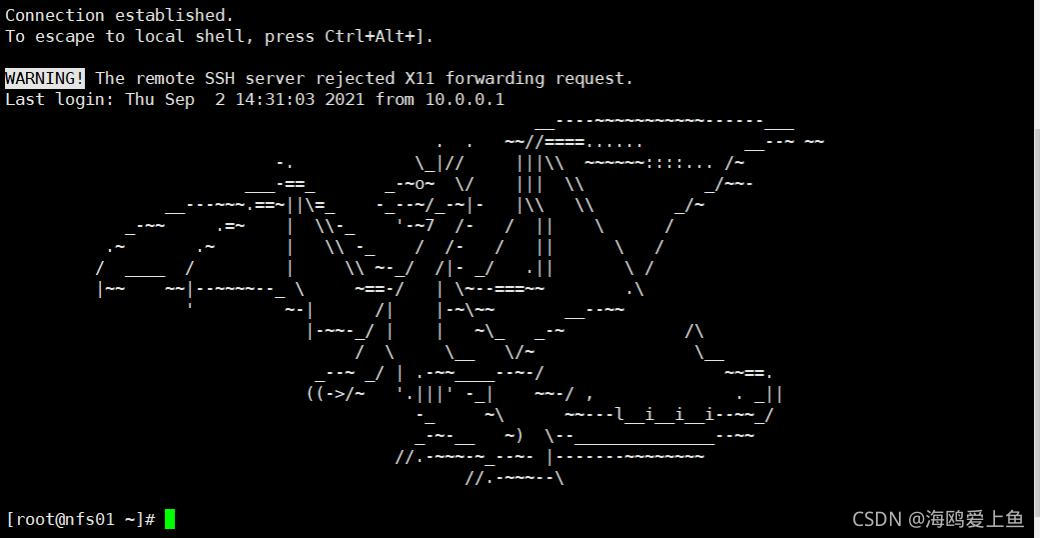 Connection established.
To escape to local shell, press Ctrl+Alt+].
WARNING! The remote SSH server rejected X11 forwarding request.
Last login: Thu Sep  2 14:31:03 2021 from 10.0.0.1
[root@nfs01 ~]#
CSDN @海鸥爱上鱼